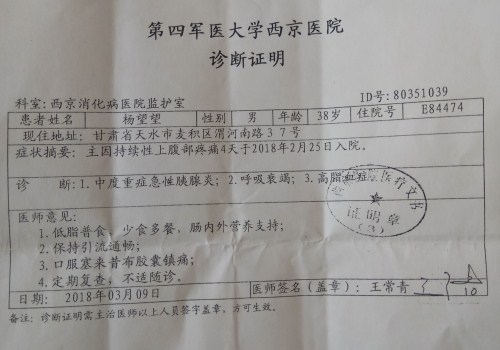 第四军医大学西京医院
诊断证明
科室: 西京消化病医院监护室 ID号: 80351039
患者姓名 杨望望 性别 男 年龄 38岁 住院号 E84474
现住地址: 甘肃省天水市麦积区渭河南路37号
症状摘要: 主因持续性上腹部疼痛4天于2018年2月25日入院。
诊 断: 1.中度重症急性胰腺炎; 2.呼吸衰竭; 3.高脂血症
医疗文书
证明章
(3)
医师意见:
1.低脂普食, 少食多餐, 肠内外营养支持;
2.保持引流通畅;
3.口服塞来昔布胶囊镇痛;
4.定期复查, 不适随诊。
日期: 2018年03月09日 医师签名(盖章): 王常青
10
备注: 诊断证明需主治医师以上人员签字盖章, 方可生效。